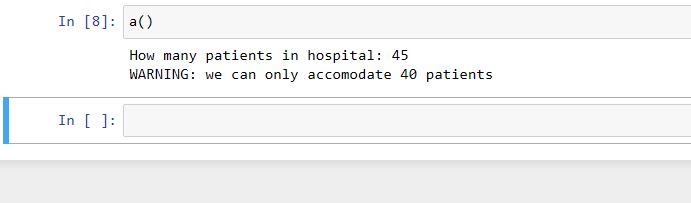 In [8]: a()
How many patients in hospital: 45
WARNING: we can only accomodate 40 patients
In [ ]: